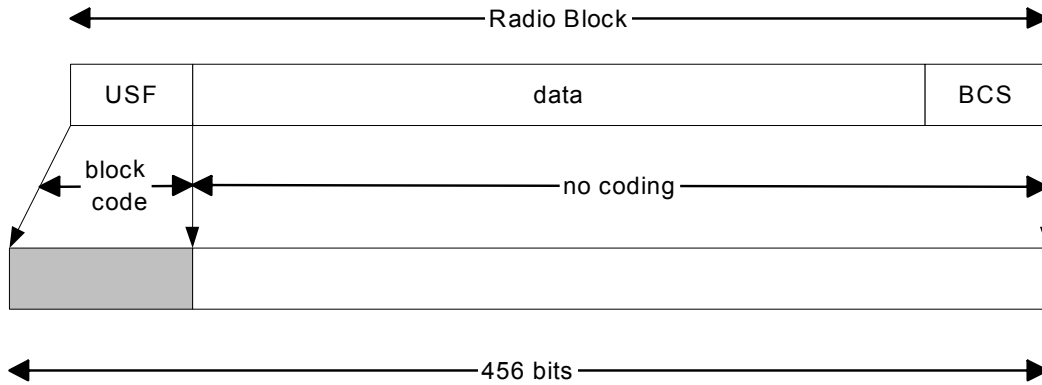 Radio Block
USF data BCS
block
code
no coding
456 bits